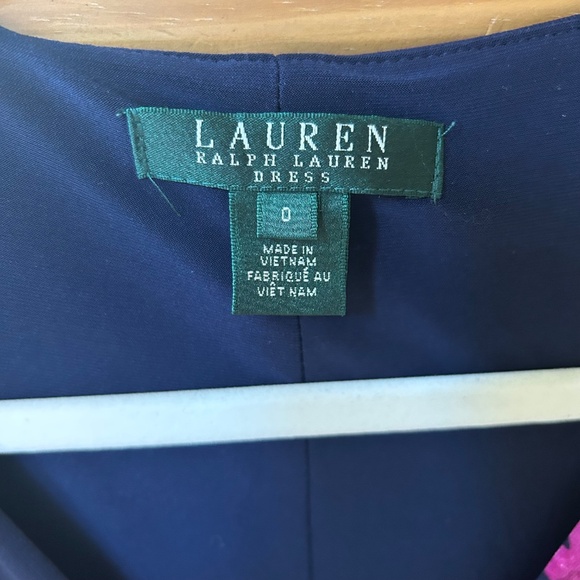 LAUREN
RALPH LAUREN
DRESS
0
MADE IN
VIETNAM
FABRIQUÉ AU
VIÊT NAM